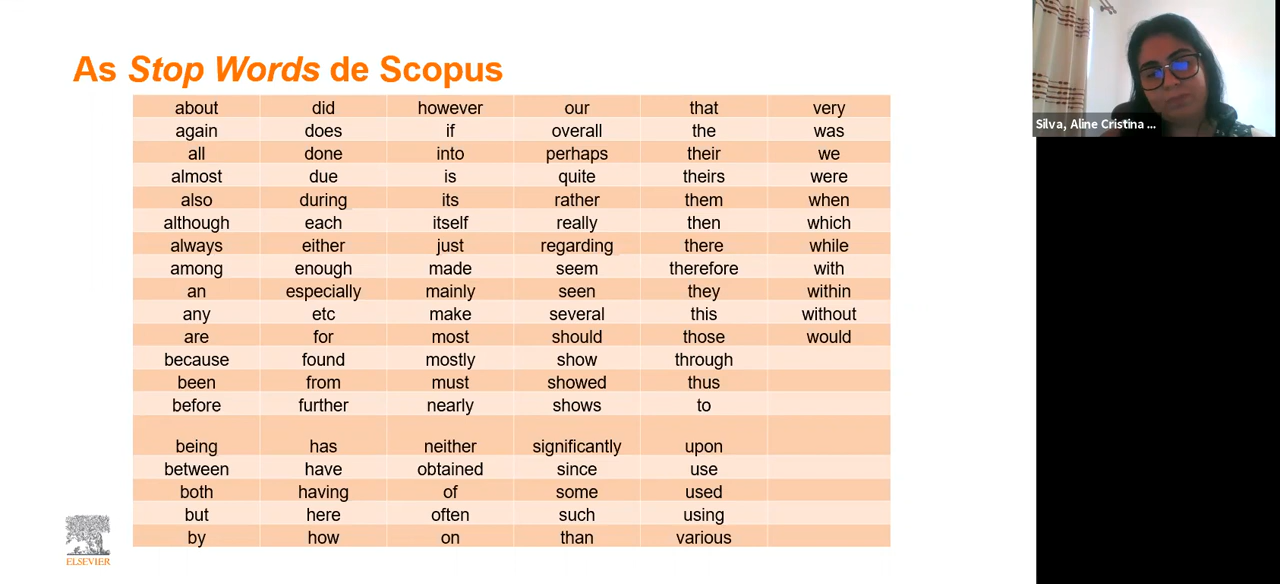 As Stop Words de Scopus
about did however our that very
again does if overall the was
all done into perhaps their we
almost due is quite theirs were
also during its rather them when
although each itself really then which
always either just regarding there while
among enough made seem therefore with
an especially mainly seen they within
any etc make several this without
are for most should those would
because found mostly show through
been from must showed thus
before further nearly shows to
being has neither significantly upon
between have obtained since use
both having of some used
but here often such using
by how on than various
ELSEVIER
Silva, Aline Cristina ...